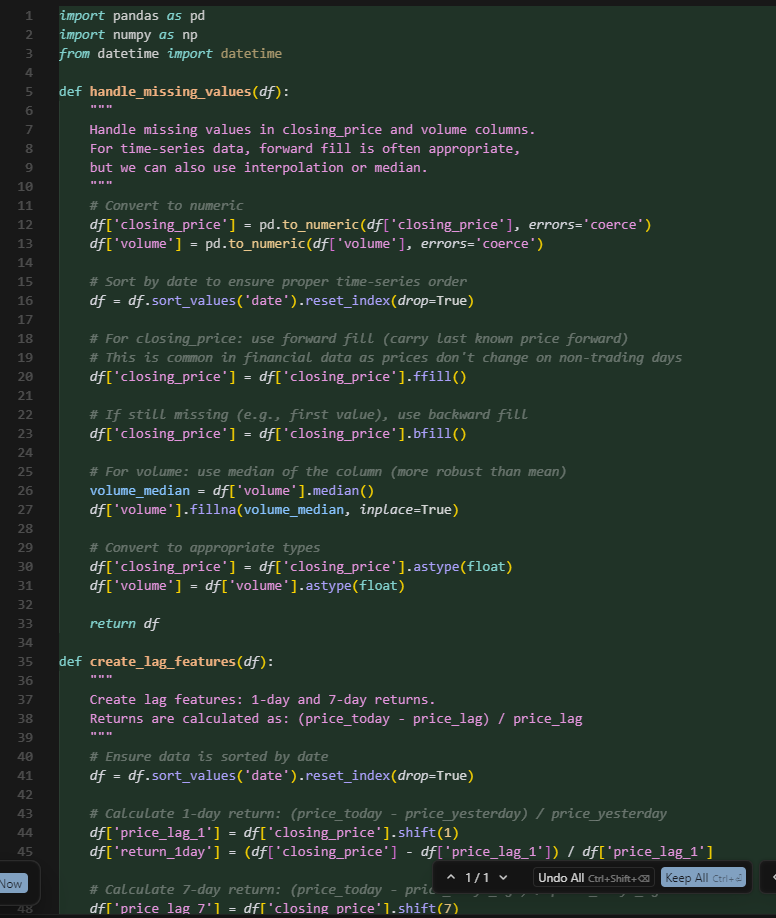 1 import pandas as pd
2 import numpy as np
3 from datetime import datetime
4
5 def handle_missing_values(df):
6     """
7     Handle missing values in closing_price and volume columns.
8     For time-series data, forward fill is often appropriate,
9     but we can also use interpolation or median.
10     """
11     # Convert to numeric
12     df['closing_price'] = pd.to_numeric(df['closing_price'], errors='coerce')
13     df['volume'] = pd.to_numeric(df['volume'], errors='coerce')
14
15     # Sort by date to ensure proper time-series order
16     df = df.sort_values('date').reset_index(drop=True)
17
18     # For closing_price: use forward fill (carry last known price forward)
19     # This is common in financial data as prices don't change on non-trading days
20     df['closing_price'] = df['closing_price'].ffill()
21
22     # If still missing (e.g., first value), use backward fill
23     df['closing_price'] = df['closing_price'].bfill()
24
25     # For volume: use median of the column (more robust than mean)
26     volume_median = df['volume'].median()
27     df['volume'].fillna(volume_median, inplace=True)
28
29     # Convert to appropriate types
30     df['closing_price'] = df['closing_price'].astype(float)
31     df['volume'] = df['volume'].astype(float)
32
33     return df
34
35 def create_lag_features(df):
36     """
37     Create lag features: 1-day and 7-day returns.
38     Returns are calculated as: (price_today - price_lag) / price_lag
39     """
40     # Ensure data is sorted by date
41     df = df.sort_values('date').reset_index(drop=True)
42
43     # Calculate 1-day return: (price_today - price_yesterday) / price_yesterday
44     df['price_lag_1'] = df['closing_price'].shift(1)
45     df['return_1day'] = (df['closing_price'] - df['price_lag_1']) / df['price_lag_1']
1/1 Undo All Ctrl+Shift+⌫ Keep All Ctrl+⏎
Now
# Calculate 7-day return: (price_today -
48     df['price_lag_7'] = df['closing_price'].shift(7)